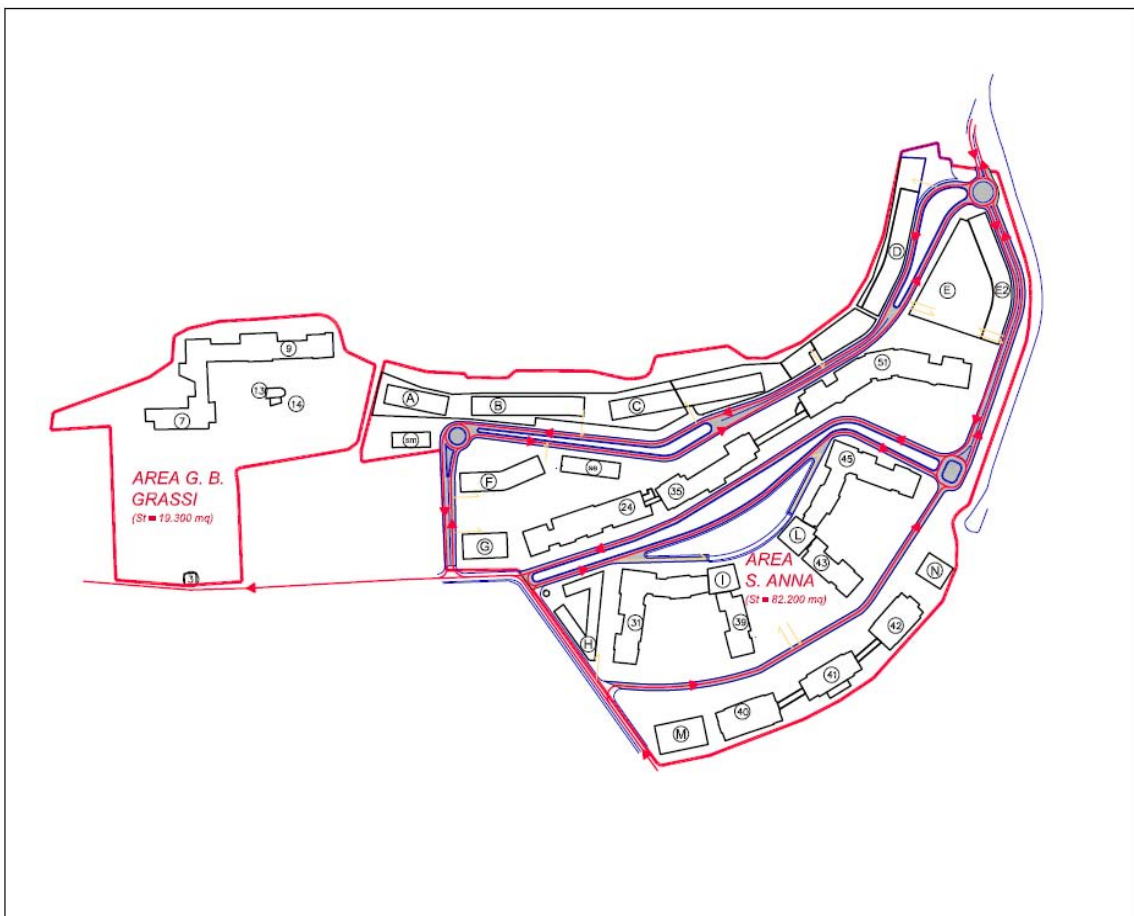 D
E
E2
9
51
13
14
A
B
C
7
sm
45
AREA G. B.
GRASSI
(St = 19.300 mq)
F
se
35
24
L
G
43
AREA
S. ANNA
(St = 82.200 mq)
3
I
N
31
39
42
H
41
40
M